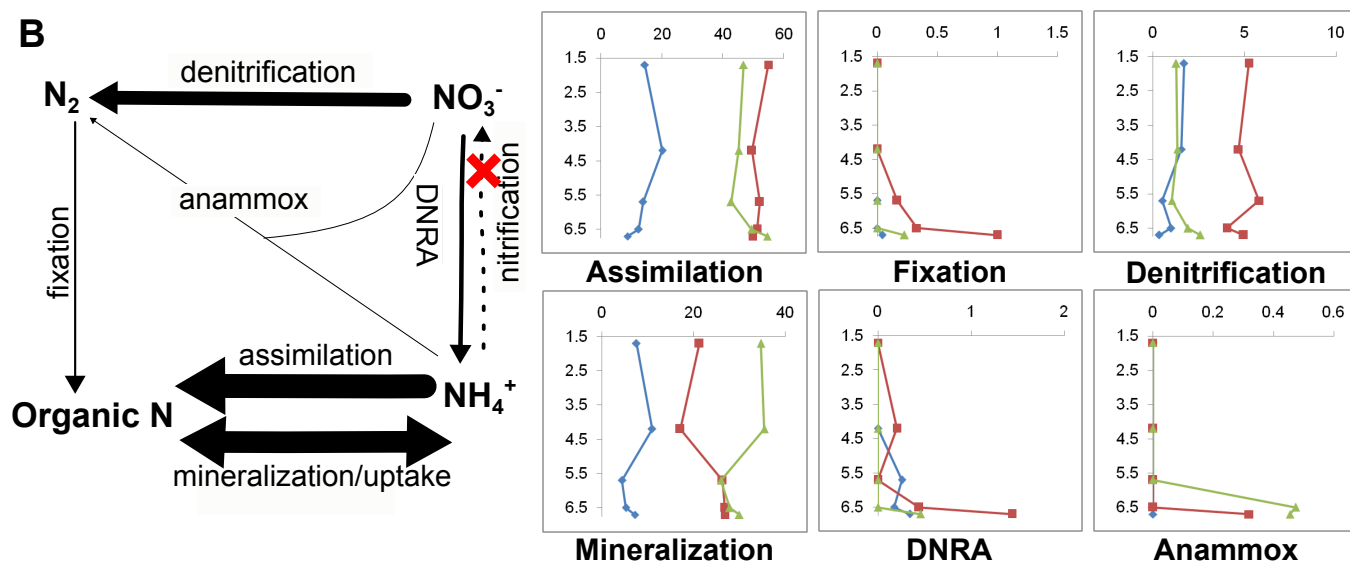 B
denitrification
N₂
NO₃⁻
fixation
anammox
DNRA
nitrification
assimilation
Organic N
NH₄⁺
mineralization/uptake
0 20 40 60
1.5
2.5
3.5
4.5
5.5
6.5
Assimilation
0 0.5 1 1.5
1.5
2.5
3.5
4.5
5.5
6.5
Fixation
0 5 10
1.5
2.5
3.5
4.5
5.5
6.5
Denitrification
0 20 40
1.5
2.5
3.5
4.5
5.5
6.5
Mineralization
0 1 2
1.5
2.5
3.5
4.5
5.5
6.5
DNRA
0 0.2 0.4 0.6
1.5
2.5
3.5
4.5
5.5
6.5
Anammox